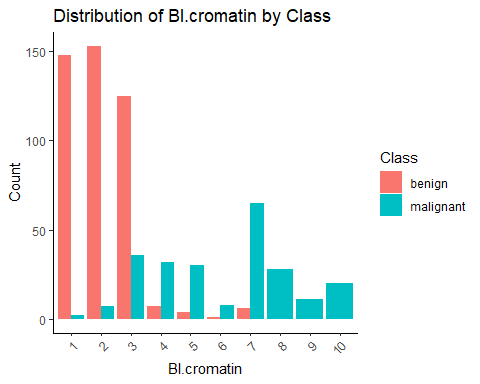 Distribution of Bl.cromatin by Class
150
100
50
0
Count
1 2 3 4 5 6 7 8 9 10
Bl.cromatin
Class
benign
malignant